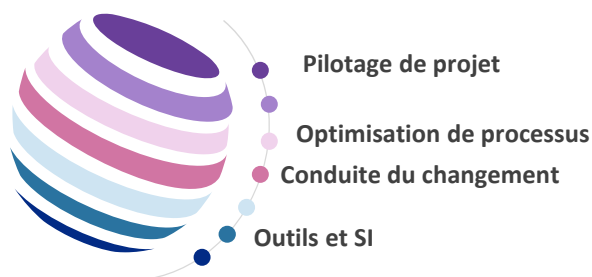 Pilotage de projet
Optimisation de processus
Conduite du changement
Outils et SI